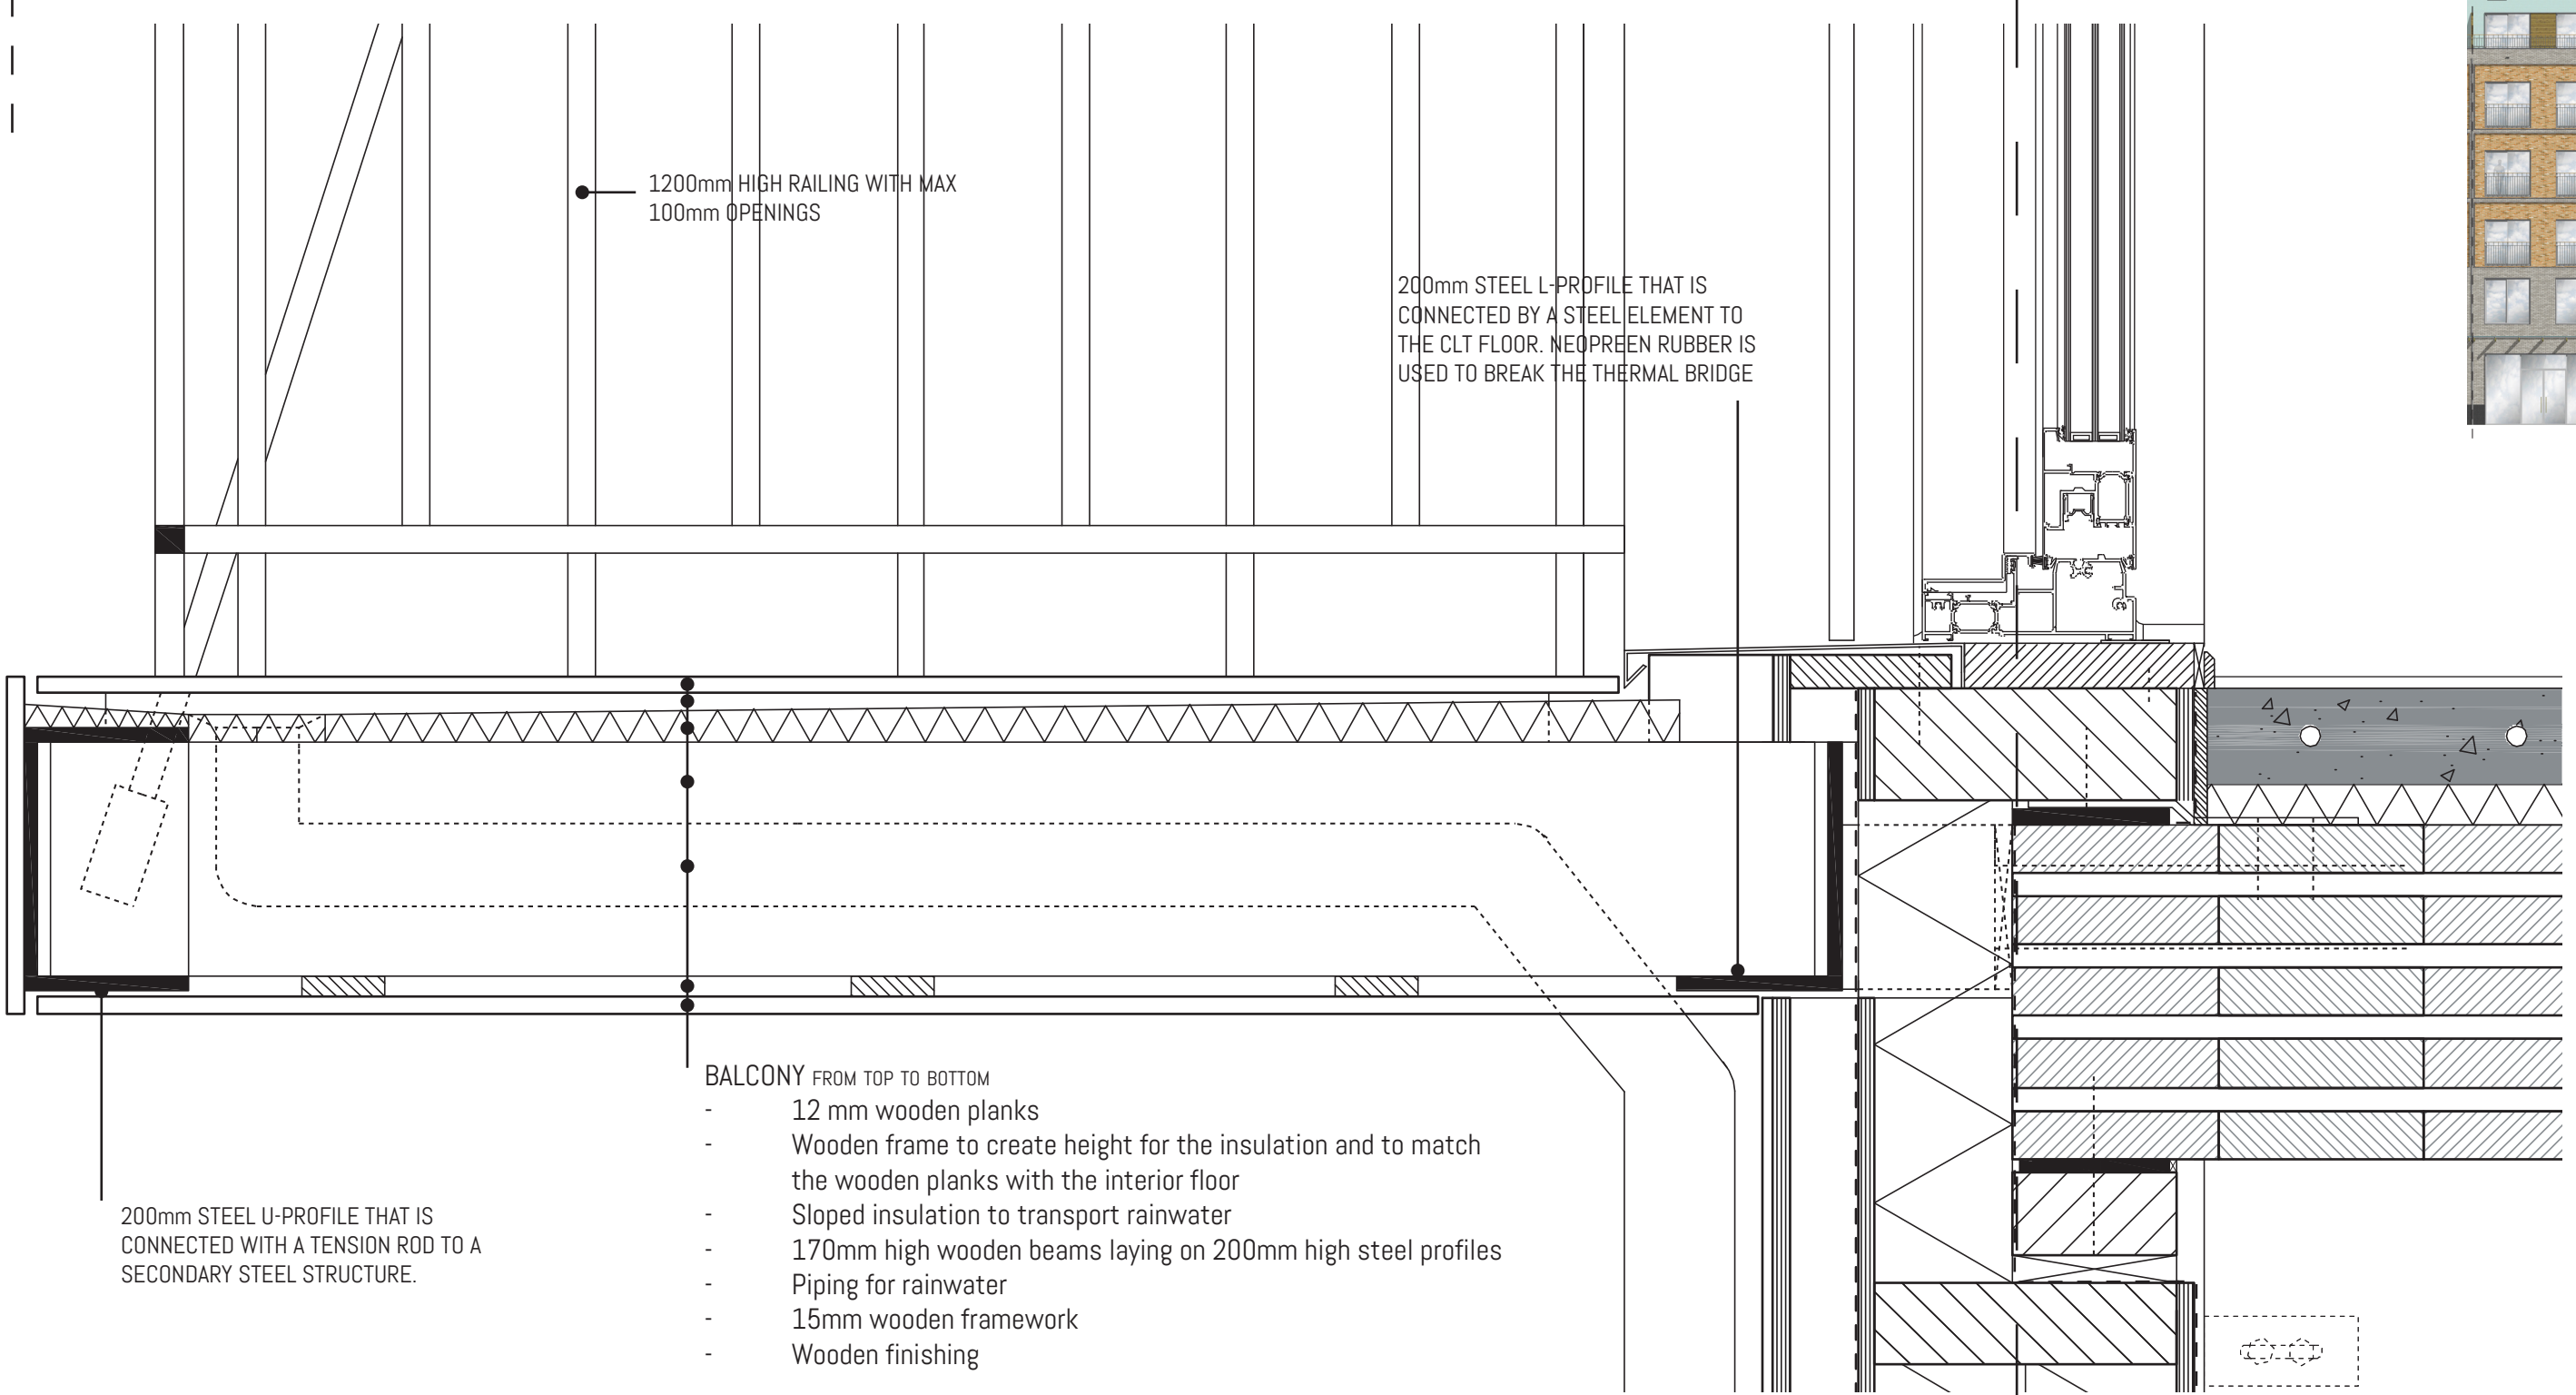 1200mm HIGH RAILING WITH MAX
100mm OPENINGS
200mm STEEL L-PROFILE THAT IS
CONNECTED BY A STEEL ELEMENT TO
THE CLT FLOOR. NEOPREEN RUBBER IS
USED TO BREAK THE THERMAL BRIDGE
BALCONY FROM TOP TO BOTTOM
- 12 mm wooden planks
- Wooden frame to create height for the insulation and to match
the wooden planks with the interior floor
- Sloped insulation to transport rainwater
- 170mm high wooden beams laying on 200mm high steel profiles
- Piping for rainwater
- 15mm wooden framework
- Wooden finishing
200mm STEEL U-PROFILE THAT IS
CONNECTED WITH A TENSION ROD TO A
SECONDARY STEEL STRUCTURE.